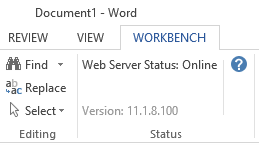 Document1 - Word
REVIEW VIEW WORKBENCH
Find Web Server Status: Online ?
Replace
Select Version: 11.1.8.100
Editing Status